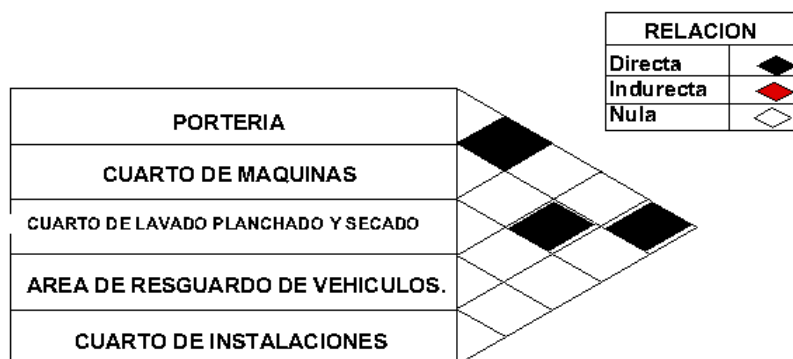 RELACION
Directa
Indurecta
Nula
PORTERIA
CUARTO DE MAQUINAS
CUARTO DE LAVADO PLANCHADO Y SECADO
AREA DE RESGUARDO DE VEHICULOS.
CUARTO DE INSTALACIONES